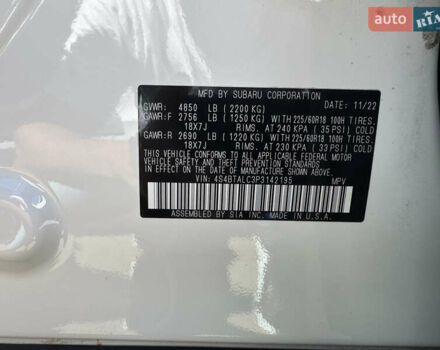 auto RIA
MFD BY SUBARU CORPORATION
GVWR: 4850 LB (2200 KG) DATE: 11/22
GAWR:F 2756 LB (1250 KG) WITH 225/60R18 100H TIRES.
18X7J RIMS. AT 240 KPA (35 PSI) COLD
GAWR:R 2690 LB (1220 KG) WITH 225/60R18 100H TIRES.
18X7J RIMS. AT 230 KPA (33 PSI) COLD
THIS VEHICLE CONFORMS TO ALL APPLICABLE FEDERAL MOTOR
VEHICLE SAFETY STANDARDS IN EFFECT ON THE
DATE OF MANUFACTURE SHOWN ABOVE.
VIN: 4S4BTALC3P3142195 MPV
ASSEMBLED BY SIA INC. MADE IN U.S.A.